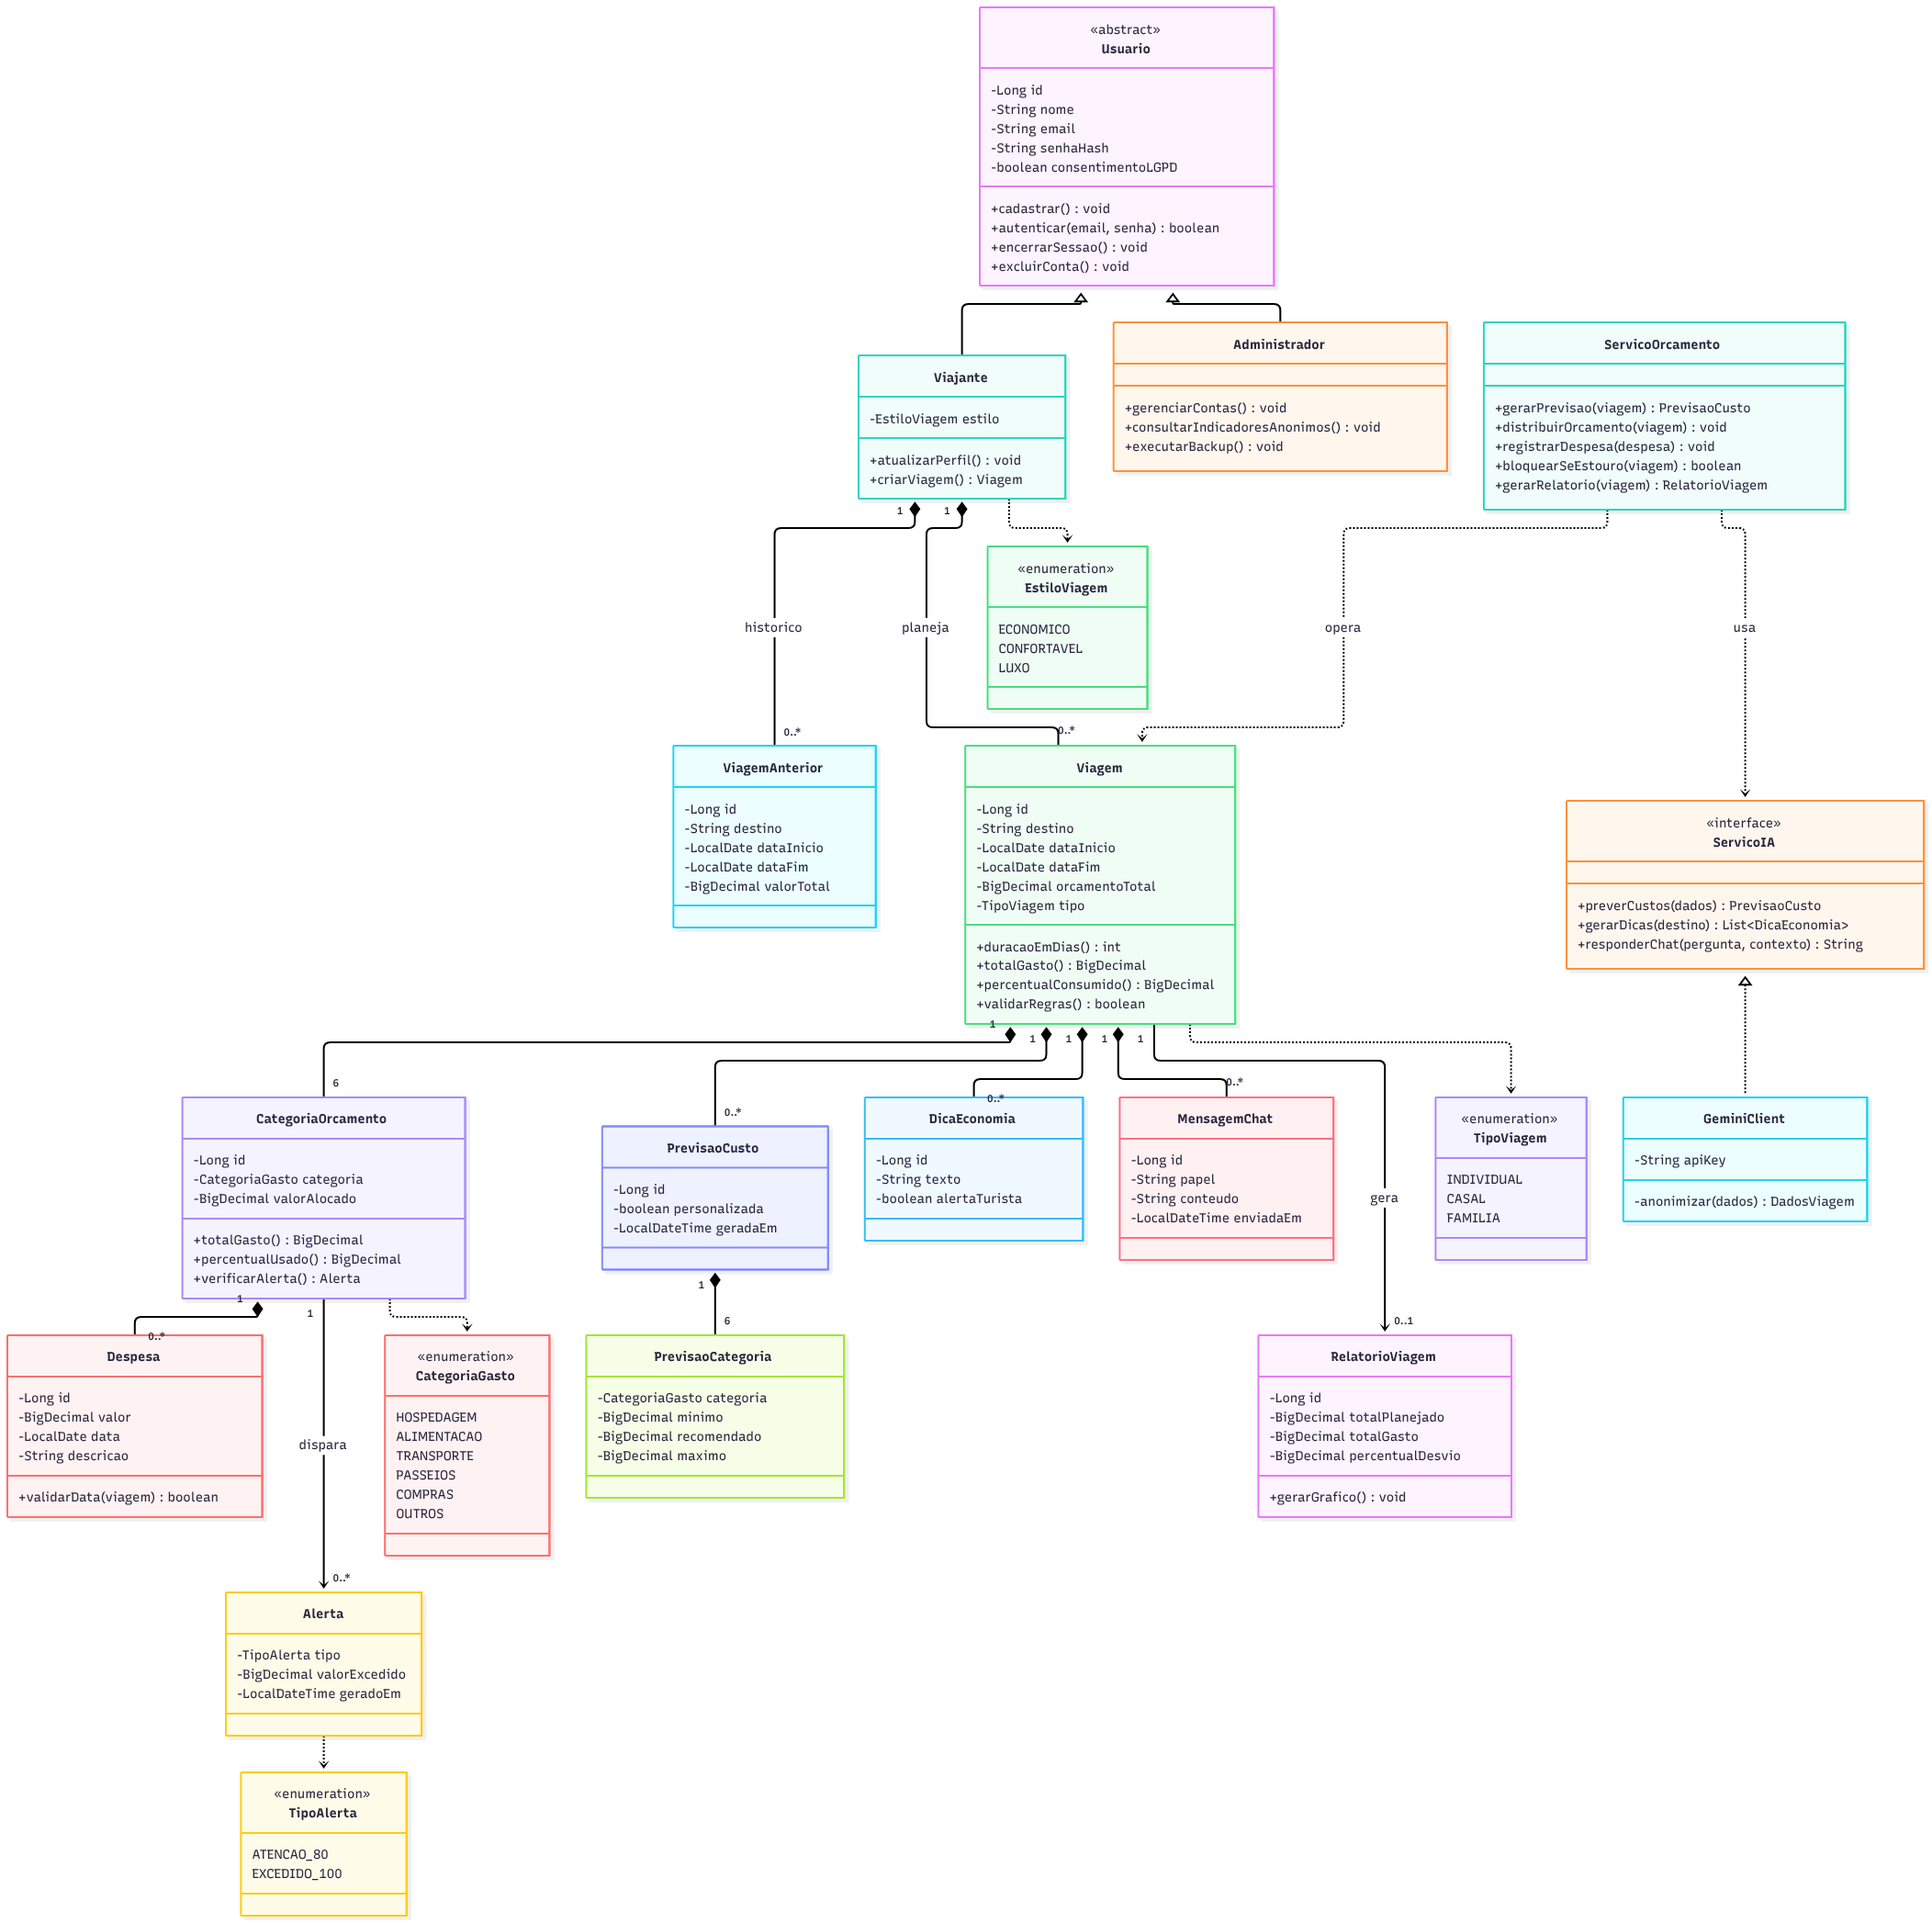 «abstract»
Usuario
-Long id
-String nome
-String email
-String senhaHash
-boolean consentimentoLGPD
+cadastrar() : void
+autenticar(email, senha) : boolean
+encerrarSessao() : void
+excluirConta() : void
Viajante
-EstiloViagem estilo
+atualizarPerfil() : void
+criarViagem() : Viagem
Administrador
+gerenciarContas() : void
+consultarIndicadoresAnonimos() : void
+executarBackup() : void
ServicoOrcamento
+gerarPrevisao(viagem) : PrevisaoCusto
+distribuirOrcamento(viagem) : void
+registrarDespesa(despesa) : void
+bloquearSeEstouro(viagem) : boolean
+gerarRelatorio(viagem) : RelatorioViagem
1
1
«enumeration»
EstiloViagem
ECONOMICO
CONFORTAVEL
LUXO
historico
planeja
opera
usa
0..*
0..*
ViagemAnterior
-Long id
-String destino
-LocalDate dataInicio
-LocalDate dataFim
-BigDecimal valorTotal
Viagem
-Long id
-String destino
-LocalDate dataInicio
-LocalDate dataFim
-BigDecimal orcamentoTotal
-TipoViagem tipo
+duracaoEmDias() : int
+totalGasto() : BigDecimal
+percentualConsumido() : BigDecimal
+validarRegras() : boolean
«interface»
ServicoIA
+preverCustos(dados) : PrevisaoCusto
+gerarDicas(destino) : List<DicaEconomia>
+responderChat(pergunta, contexto) : String
1
1
1
1
1
6
0..*
0..*
0..*
CategoriaOrcamento
-Long id
-CategoriaGasto categoria
-BigDecimal valorAlocado
+totalGasto() : BigDecimal
+percentualUsado() : BigDecimal
+verificarAlerta() : Alerta
PrevisaoCusto
-Long id
-boolean personalizada
-LocalDateTime geradaEm
DicaEconomia
-Long id
-String texto
-boolean alertaTurista
MensagemChat
-Long id
-String papel
-String conteudo
-LocalDateTime enviadaEm
gera
«enumeration»
TipoViagem
INDIVIDUAL
CASAL
FAMILIA
GeminiClient
-String apiKey
-anonimizar(dados) : DadosViagem
1
1
1
0..*
6
0..1
Despesa
-Long id
-BigDecimal valor
-LocalDate data
-String descricao
+validarData(viagem) : boolean
dispara
«enumeration»
CategoriaGasto
HOSPEDAGEM
ALIMENTACAO
TRANSPORTE
PASSEIOS
COMPRAS
OUTROS
PrevisaoCategoria
-CategoriaGasto categoria
-BigDecimal minimo
-BigDecimal recomendado
-BigDecimal maximo
RelatorioViagem
-Long id
-BigDecimal totalPlanejado
-BigDecimal totalGasto
-BigDecimal percentualDesvio
+gerarGrafico() : void
0..*
Alerta
-TipoAlerta tipo
-BigDecimal valorExcedido
-LocalDateTime geradoEm
«enumeration»
TipoAlerta
ATENCAO_80
EXCEDIDO_100